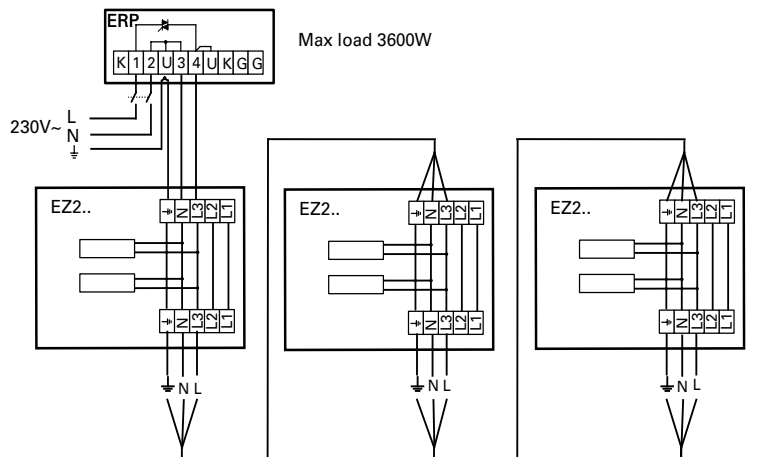 ERP
Max load 3600W
K 1 2 U 3 4 U K G G
L
230V~ N
EZ2..
N L3 L2 L1
N L3 L2 L1
N L
EZ2..
N L3 L2 L1
N L3 L2 L1
N L
EZ2..
N L3 L2 L1
N L3 L2 L1
N L